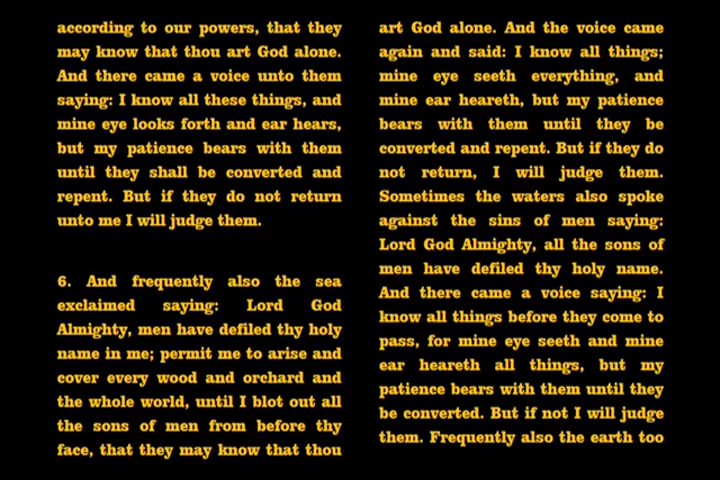 according to our powers, that they
may know that thou art God alone.
And there came a voice unto them
saying: I know all these things, and
mine eye looks forth and ear hears,
but my patience bears with them
until they shall be converted and
repent. But if they do not return
unto me I will judge them.
6. And frequently also the sea
exclaimed saying: Lord God
Almighty, men have defiled thy holy
name in me; permit me to arise and
cover every wood and orchard and
the whole world, until I blot out all
the sons of men from before thy
face, that they may know that thou
art God alone. And the voice came
again and said: I know all things;
mine eye seeth everything, and
mine ear heareth, but my patience
bears with them until they be
converted and repent. But if they do
not return, I will judge them.
Sometimes the waters also spoke
against the sins of men saying:
Lord God Almighty, all the sons of
men have defiled thy holy name.
And there came a voice saying: I
know all things before they come to
pass, for mine eye seeth and mine
ear heareth all things, but my
patience bears with them until they
be converted. But if not I will judge
them. Frequently also the earth too